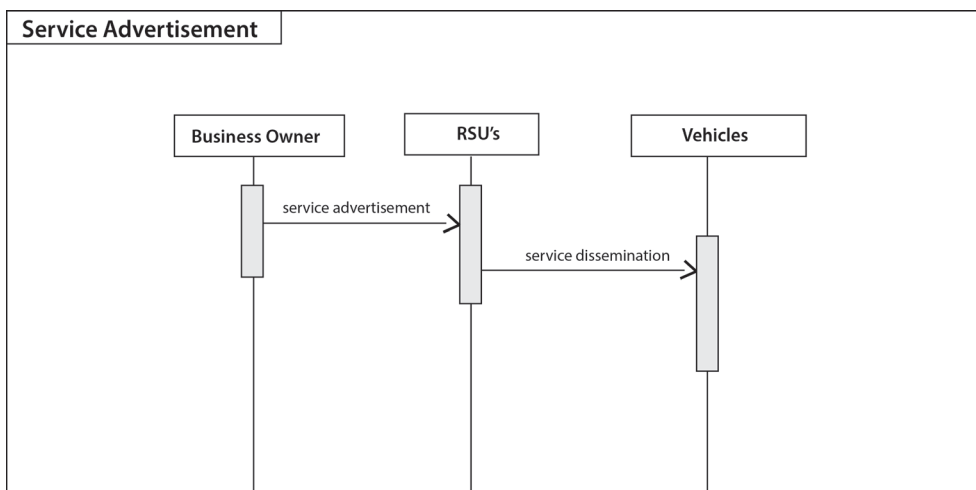 Service Advertisement
Business Owner
RSU's
Vehicles
service advertisement
service dissemination